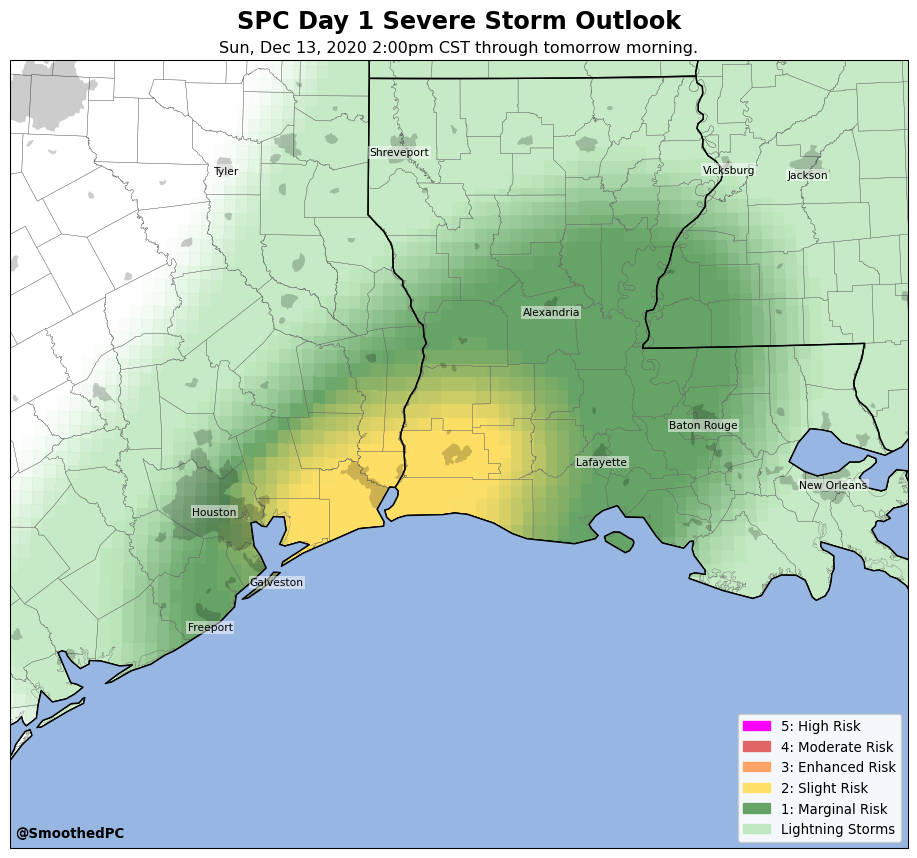 SPC Day 1 Severe Storm Outlook
Sun, Dec 13, 2020 2:00pm CST through tomorrow morning.
Shreveport
Tyler
Vicksburg
Jackson
Alexandria
Baton Rouge
Lafayette
New Orleans
Houston
Galveston
Freeport
5: High Risk
4: Moderate Risk
3: Enhanced Risk
2: Slight Risk
1: Marginal Risk
Lightning Storms
@SmoothedPC